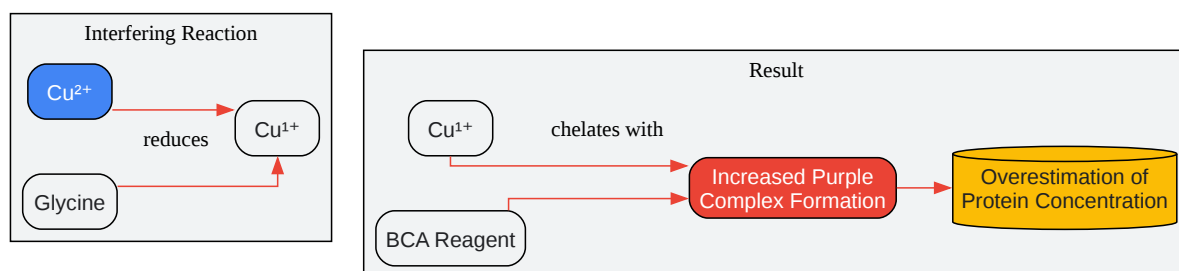 Interfering Reaction
Cu²⁺
reduces
Cu¹⁺
Glycine
Result
Cu¹⁺
chelates with
BCA Reagent
Increased Purple
Complex Formation
Overestimation of
Protein Concentration